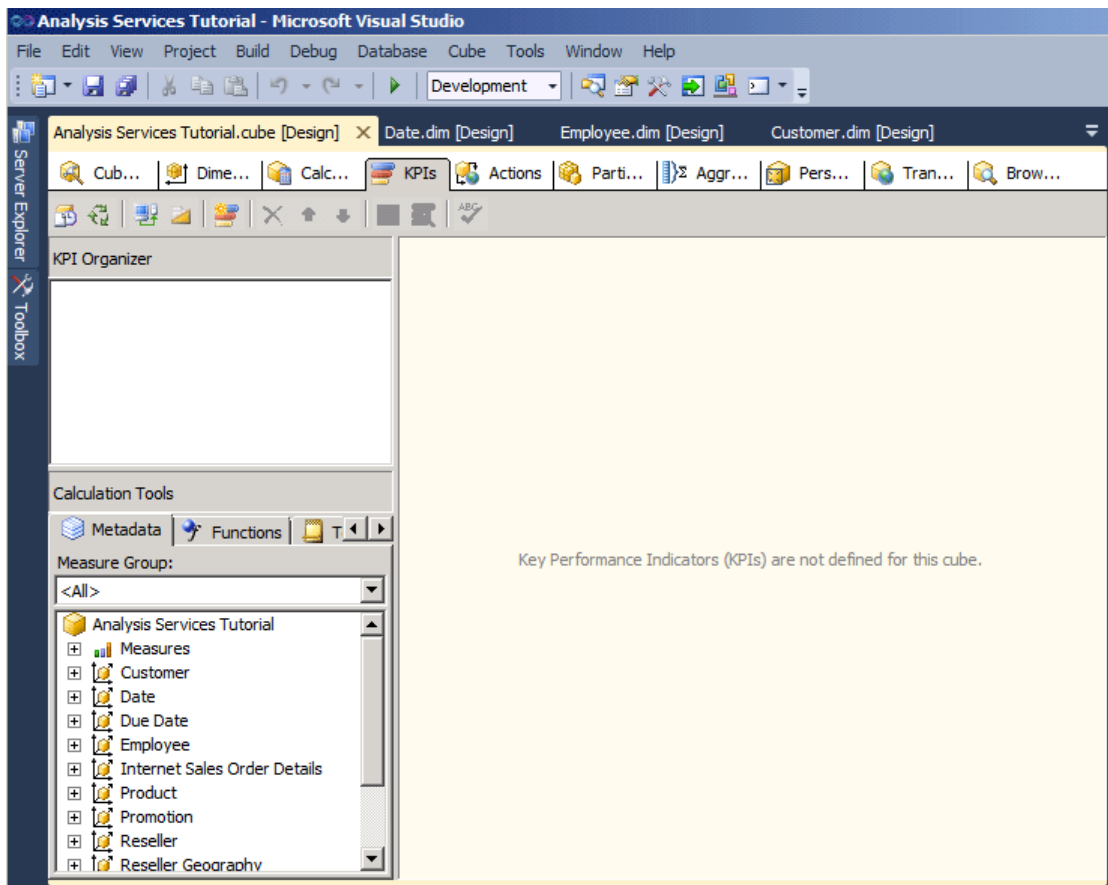 Analysis Services Tutorial - Microsoft Visual Studio
File Edit View Project Build Debug Database Cube Tools Window Help
Development
Analysis Services Tutorial.cube [Design] Date.dim [Design] Employee.dim [Design] Customer.dim [Design]
Cub... Dime... Calc... KPIs Actions Parti... Aggr... Pers... Tran... Brow...
ABC
Server Explorer
Toolbox
KPI Organizer
Calculation Tools
Metadata Functions T
Measure Group:
<All>
Analysis Services Tutorial
Measures
Customer
Date
Due Date
Employee
Internet Sales Order Details
Product
Promotion
Reseller
Reseller Geography
Key Performance Indicators (KPIs) are not defined for this cube.